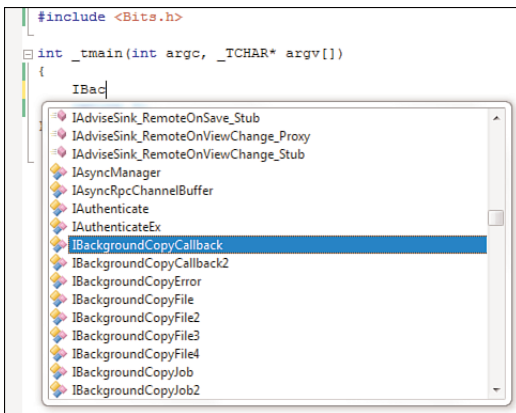 #include <Bits.h>
int _tmain(int argc, _TCHAR* argv[])
{
IBac
IAdviseSink_RemoteOnSave_Stub
IAdviseSink_RemoteOnViewChange_Proxy
IAdviseSink_RemoteOnViewChange_Stub
IAsyncManager
IAsyncRpcChannelBuffer
IAuthenticate
IAuthenticateEx
IBackgroundCopyCallback
IBackgroundCopyCallback2
IBackgroundCopyError
IBackgroundCopyFile
IBackgroundCopyFile2
IBackgroundCopyFile3
IBackgroundCopyFile4
IBackgroundCopyJob
IBackgroundCopyJob2